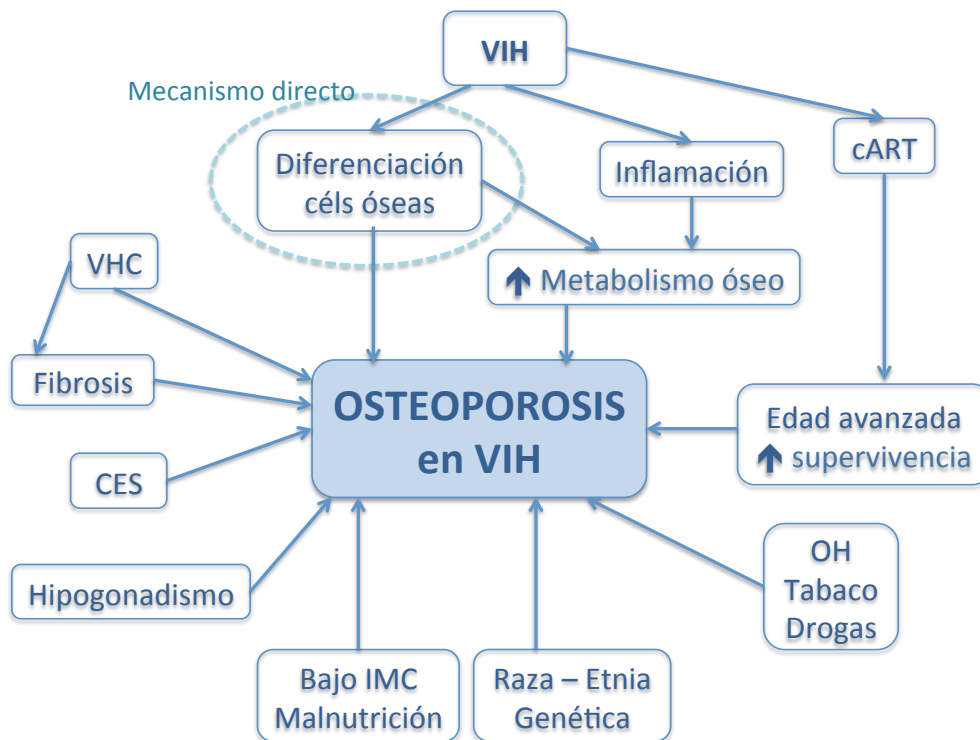 VIH
Mecanismo directo
Diferenciación
céls óseas
Inflamación
cART
VHC
🡹 Metabolismo óseo
Fibrosis
OSTEOPOROSIS
en VIH
Edad avanzada
🡹 supervivencia
CES
OH
Tabaco
Drogas
Hipogonadismo
Bajo IMC
Malnutrición
Raza – Etnia
Genética